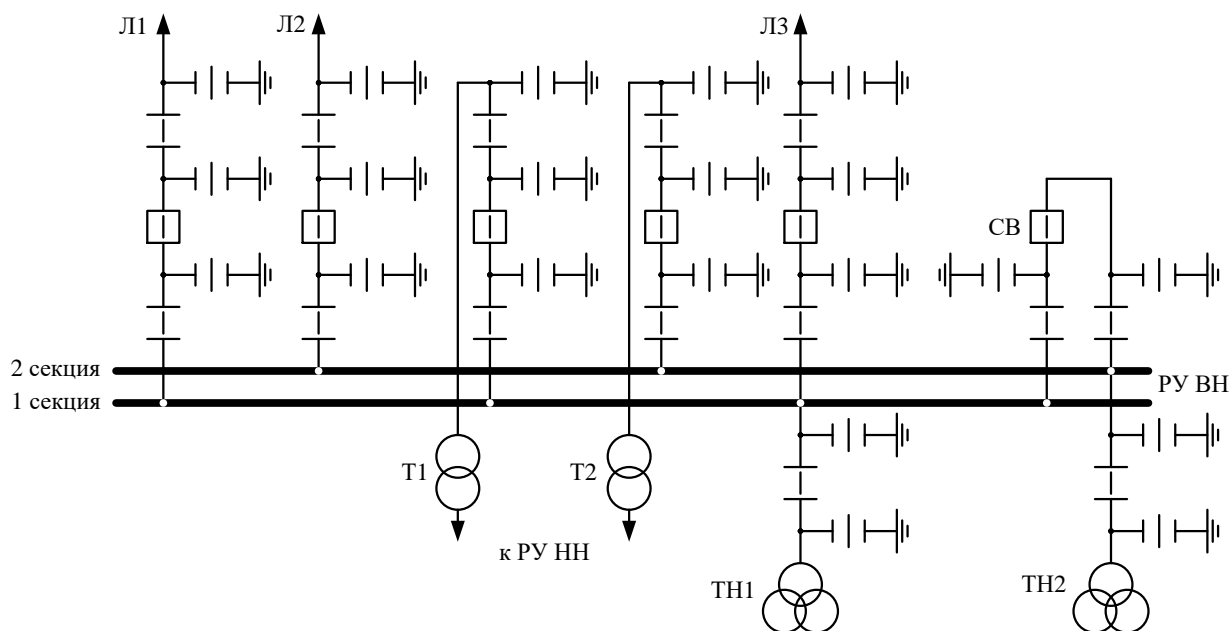 Л1
Л2
Л3
СВ
2 секция
РУ ВН
1 секция
Т1
Т2
к РУ НН
ТН1
ТН2